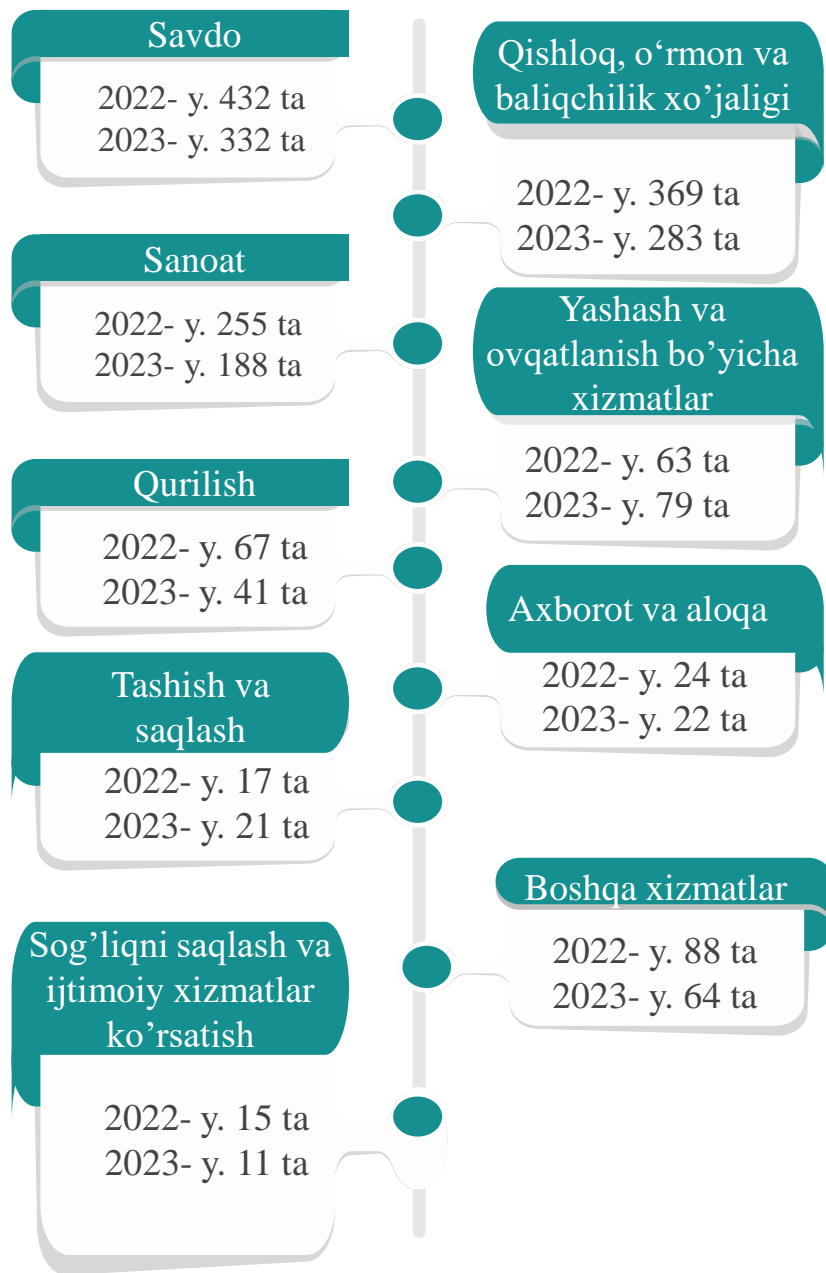 Savdo
2022- y. 432 ta
2023- y. 332 ta
Qishloq, o‘rmon va
baliqchilik xo’jaligi
2022- y. 369 ta
2023- y. 283 ta
Sanoat
2022- y. 255 ta
2023- y. 188 ta
Yashash va
ovqatlanish bo’yicha
xizmatlar
2022- y. 63 ta
2023- y. 79 ta
Qurilish
2022- y. 67 ta
2023- y. 41 ta
Axborot va aloqa
2022- y. 24 ta
2023- y. 22 ta
Tashish va
saqlash
2022- y. 17 ta
2023- y. 21 ta
Boshqa xizmatlar
2022- y. 88 ta
2023- y. 64 ta
Sog’liqni saqlash va
ijtimoiy xizmatlar
ko’rsatish
2022- y. 15 ta
2023- y. 11 ta